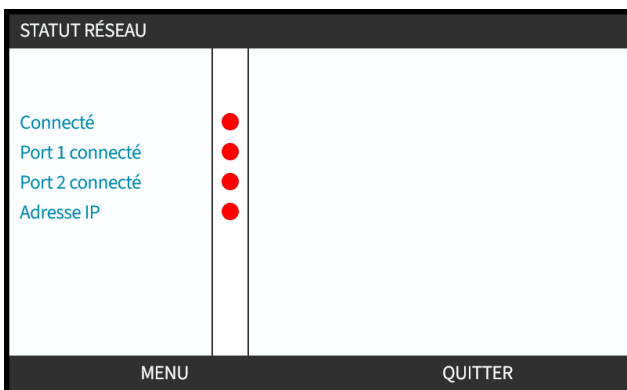 STATUT RÉSEAU
Connecté
Port 1 connecté
Port 2 connecté
Adresse IP
MENU QUITTER